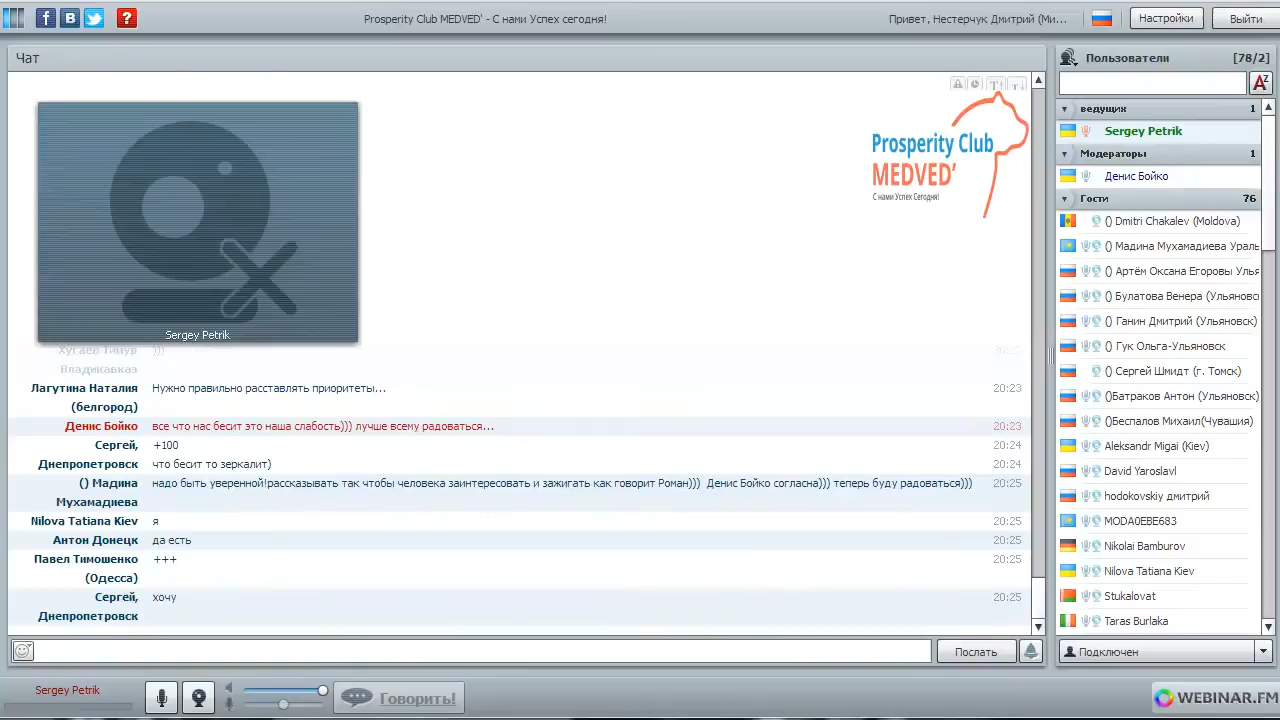 f B ?
Prosperity Club MEDVED' - С нами Успех сегодня!
Привет, Нестерчук Дмитрий (Ми...
Настройки
Выйти
Чат
Prosperity Club
MEDVED'
С нами Успех Сегодня!
Sergey Petrik
Хугаев Тимур )))
Владикавказ
Лагутина Наталия Нужно правильно расставлять приоритеты... 20:23
(белгород)
Денис Бойко все что нас бесит это наша слабость))) лучше всему радоваться... 20:23
Сергей, +100 20:24
Днепропетровск что бесит то зеркалит) 20:24
() Мадина надо быть уверенной!рассказывать так чтобы человека заинтересовать и зажигать как говорит Роман))) Денис Бойко согласна))) теперь буду радоваться))) 20:25
Мухамадиева
Nilova Tatiana Kiev я 20:25
Антон Донецк да есть 20:25
Павел Тимошенко +++ 20:25
(Одесса)
Сергей, хочу 20:25
Днепропетровск
Послать
Sergey Petrik
Говорить!
Пользователи [78/2]
AZ
ведущик 1
Sergey Petrik
Модераторы 1
Денис Бойко
Гости 76
() Dmitri Chakalev (Moldova)
() Мадина Мухамадиева Ураль
() Артём Оксана Егоровы Улья
() Булатова Венера (Ульяновс
() Ганин Дмитрий (Ульяновск)
() Гук Ольга-Ульяновск
() Сергей Шмидт (г. Томск)
()Батраков Антон (Ульяновск)
()Беспалов Михаил(Чувашия)
Aleksandr Migai (Kiev)
David Yaroslavl
hodokovskiy дмитрий
MODA0EBE683
Nikolai Bamburov
Nilova Tatiana Kiev
Stukalovat
Taras Burlaka
Подключен
WEBINAR.FM